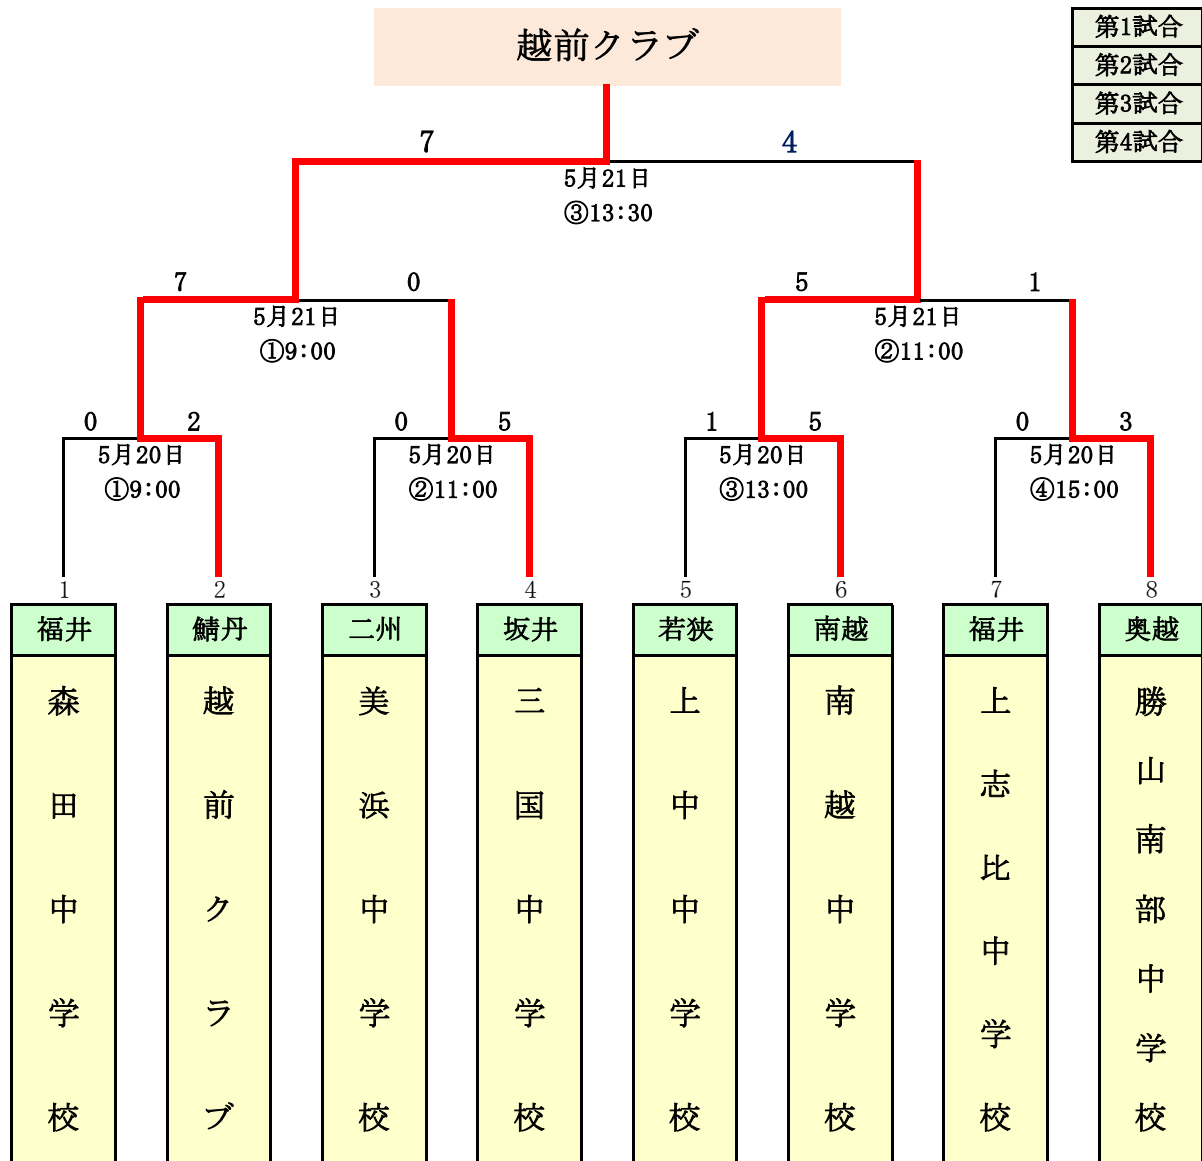 越前クラブ
第1試合
第2試合
第3試合
第4試合
7
4
5月21日
③13:30
7
0
5
1
5月21日
①9:00
5月21日
②11:00
0
2
0
5
1
5
0
3
5月20日
①9:00
5月20日
②11:00
5月20日
③13:00
5月20日
④15:00
1
2
3
4
5
6
7
8
福井
鯖丹
二州
坂井
若狭
南越
福井
奥越
森田中学校
越前クラブ
美浜中学校
三国中学校
上中中学校
南越中学校
上志比中学校
勝山南部中学校